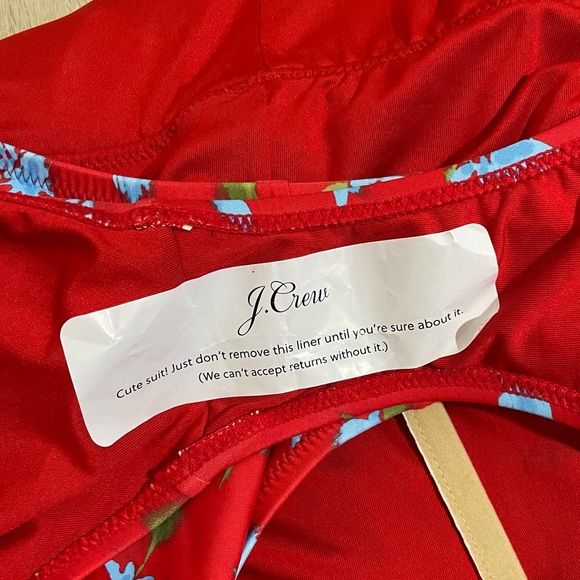 J.Crew
Cute suit! Just don't remove this liner until you're sure about it.
(We can't accept returns without it.)